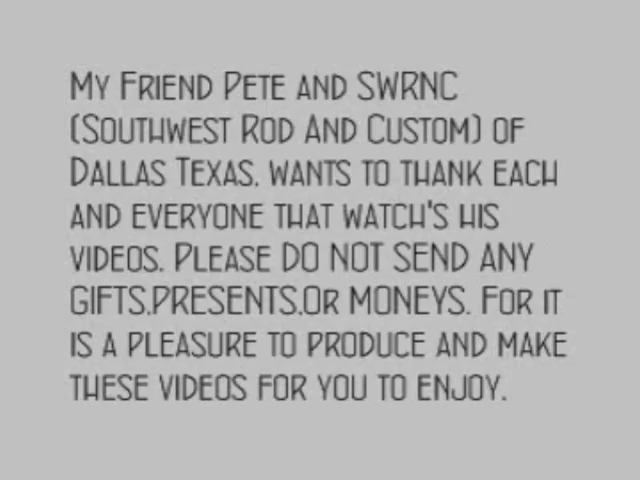 My Friend Pete and SWRNC
(Southwest Rod And Custom) of
Dallas Texas, wants to thank each
and everyone that watch's his
videos. Please DO NOT SEND ANY
GIFTS,PRESENTS,Or MONEYS. For it
is a pleasure to produce and make
these videos for you to enjoy.